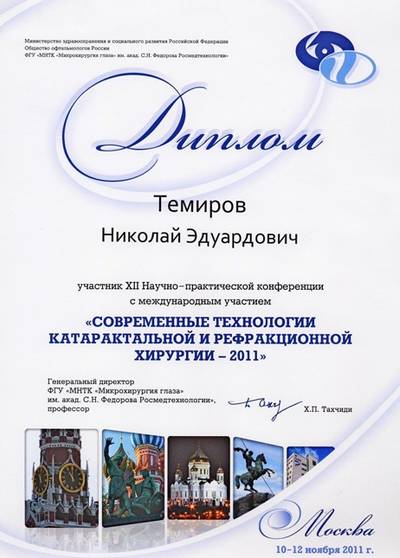 Министерство здравоохранения и социального развития Российской Федерации
Общество офтальмологов России
ФГУ «МНТК «Микрохирургия глаза» им. акад. С.Н. Федорова Росмедтехнологии»
Диплом
Темиров
Николай Эдуардович
участник XII Научно-практической конференции
с международным участием
«СОВРЕМЕННЫЕ ТЕХНОЛОГИИ
КАТАРАКТАЛЬНОЙ И РЕФРАКЦИОННОЙ
ХИРУРГИИ – 2011»
Генеральный директор
ФГУ «МНТК «Микрохирургия глаза»
им. акад. С.Н. Федорова Росмедтехнологии»,
профессор
Х.П. Тахчиди
Москва
10-12 ноября 2011 г.